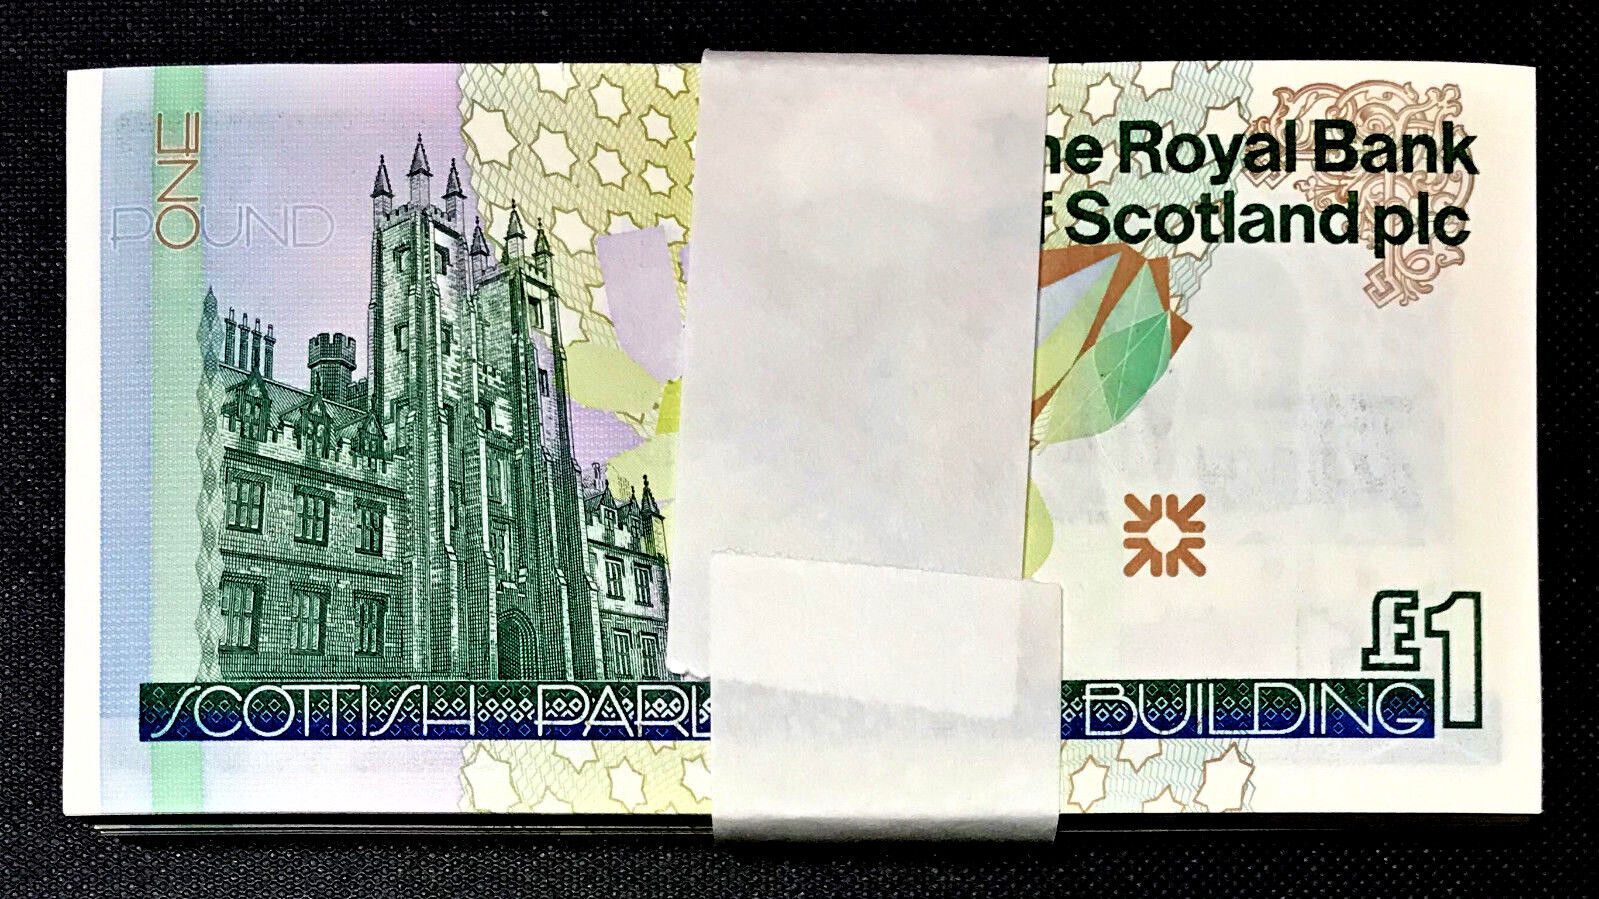 ONE
POUND
he Royal Bank
f Scotland plc
£1
SCOTTISH PARL BUILDING